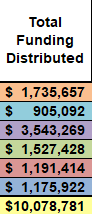 Total
Funding
Distributed
$ 1,735,657
$ 905,092
$ 3,543,269
$ 1,527,428
$ 1,191,414
$ 1,175,922
$10,078,781